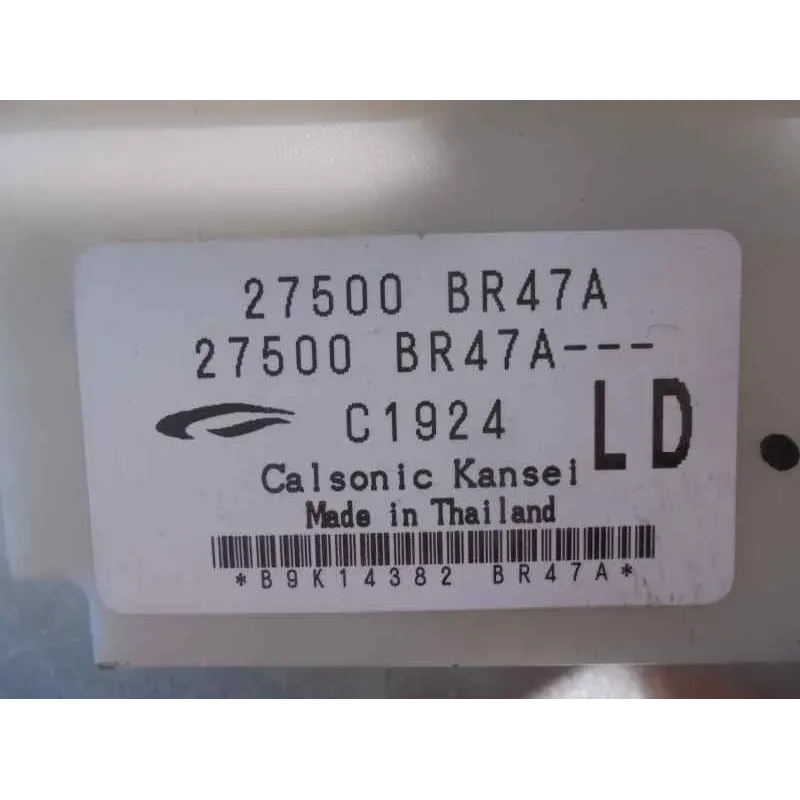 27500 BR47A
27500 BR47A---
C1924 LD
Calsonic Kansei
Made in Thailand
*B9K14382 BR47A*